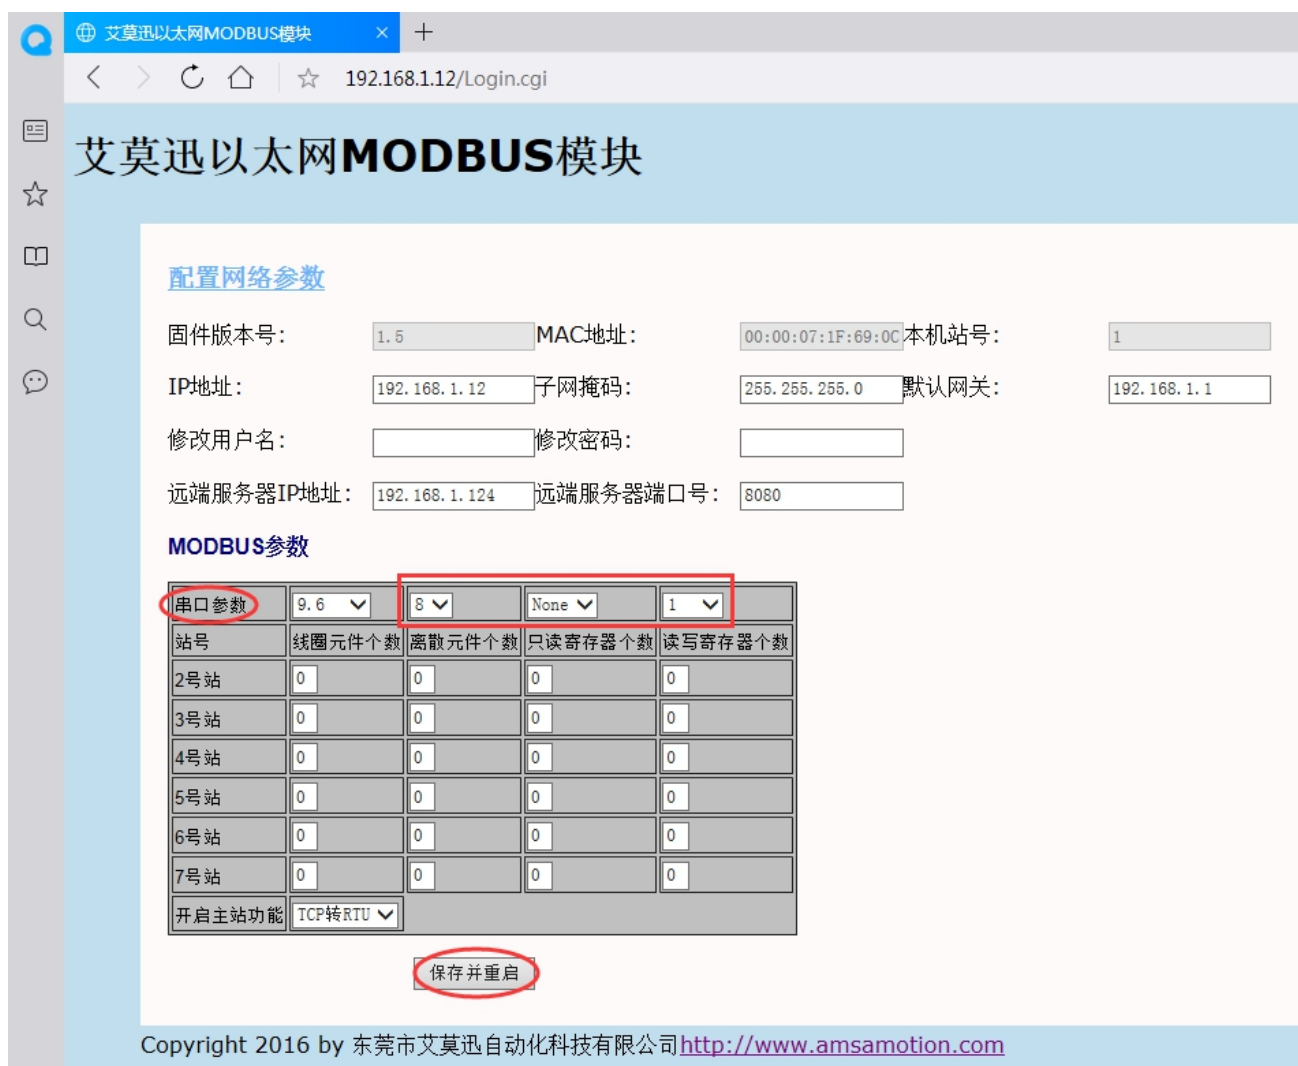 艾莫迅以太网MODBUS模块
192.168.1.12/Login.cgi
艾莫迅以太网MODBUS模块
配置网络参数
固件版本号: 1.5 MAC地址: 00:00:07:1F:69:0C 本机站号: 1
IP地址: 192.168.1.12 子网掩码: 255.255.255.0 默认网关: 192.168.1.1
修改用户名: 修改密码:
远端服务器IP地址: 192.168.1.124 远端服务器端口号: 8080
MODBUS参数
串口参数 9.6 8 None 1
站号 线圈元件个数 离散元件个数 只读寄存器个数 读写寄存器个数
2号站 0 0 0 0
3号站 0 0 0 0
4号站 0 0 0 0
5号站 0 0 0 0
6号站 0 0 0 0
7号站 0 0 0 0
开启主站功能 TCP转RTU
保存并重启
Copyright 2016 by 东莞市艾莫迅自动化科技有限公司http://www.amsamotion.com